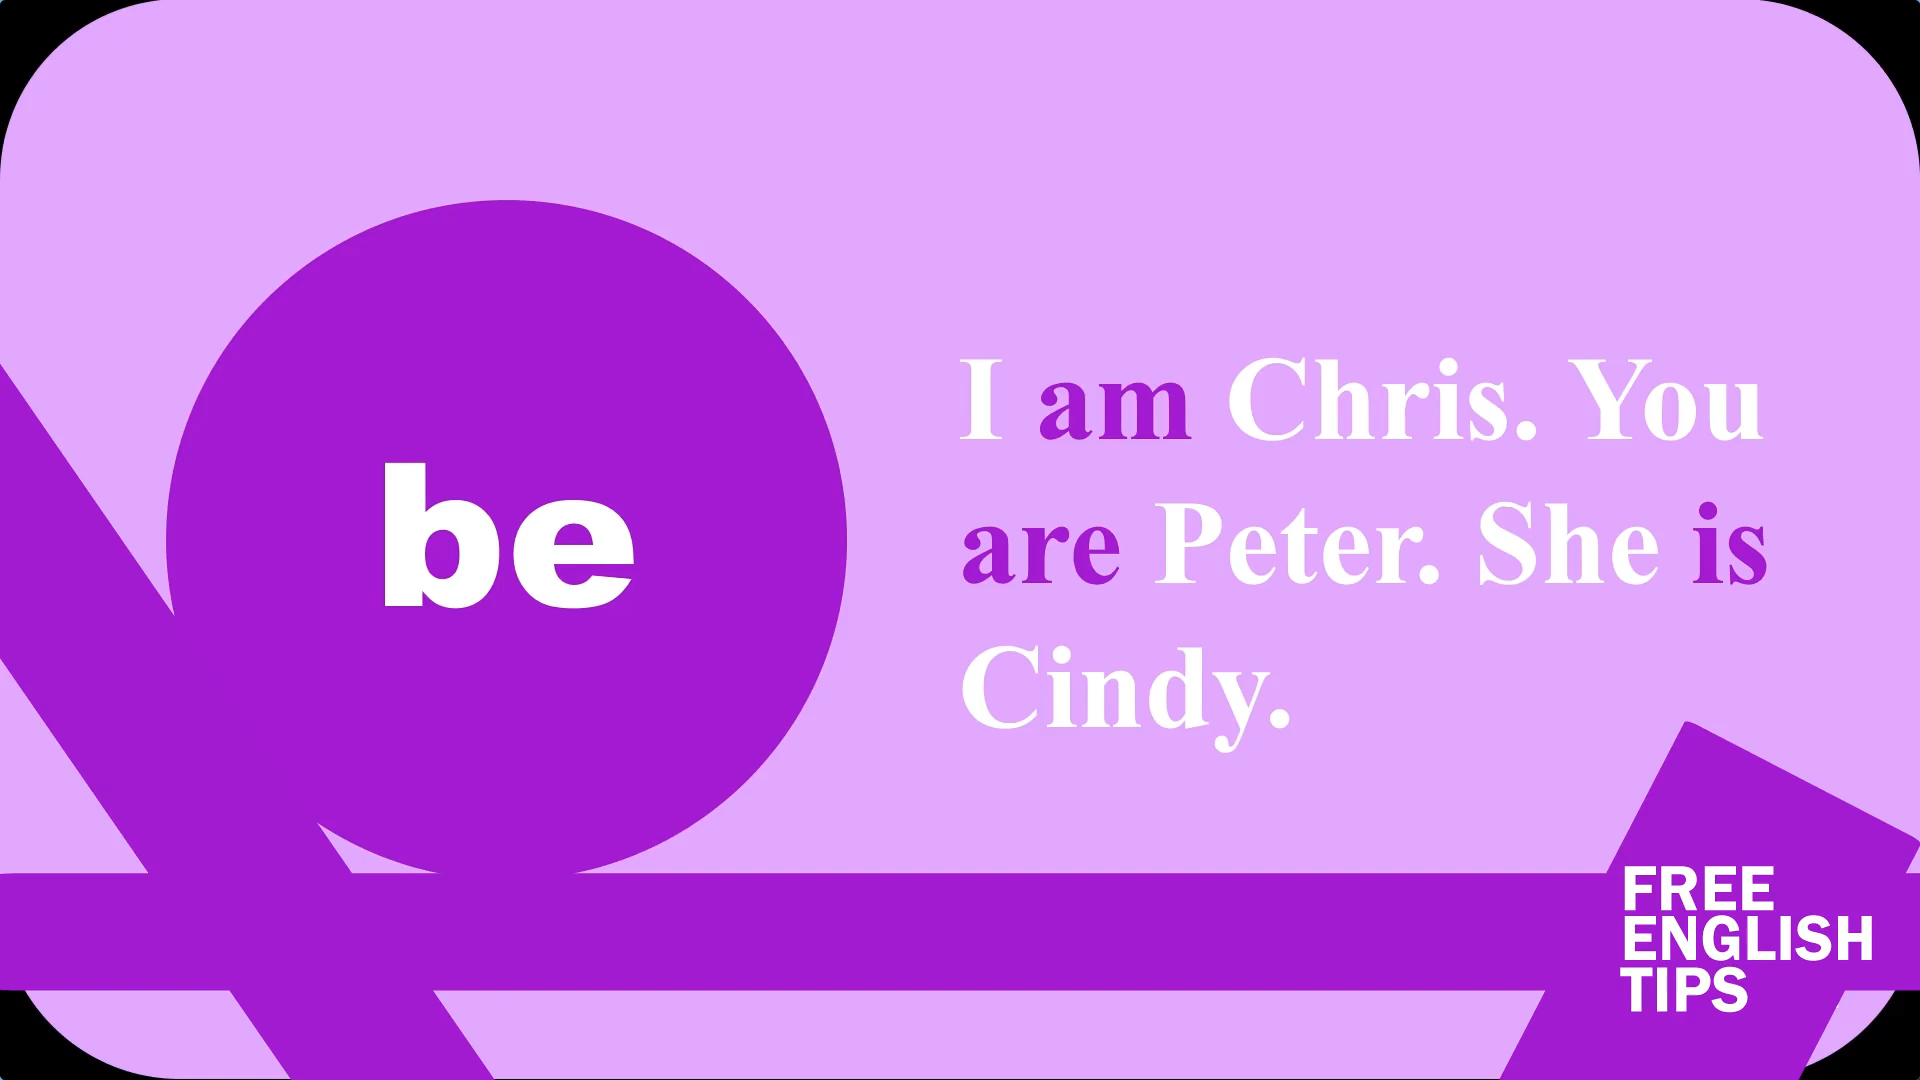 be
I am Chris. You
are Peter. She is
Cindy.
FREE
ENGLISH
TIPS